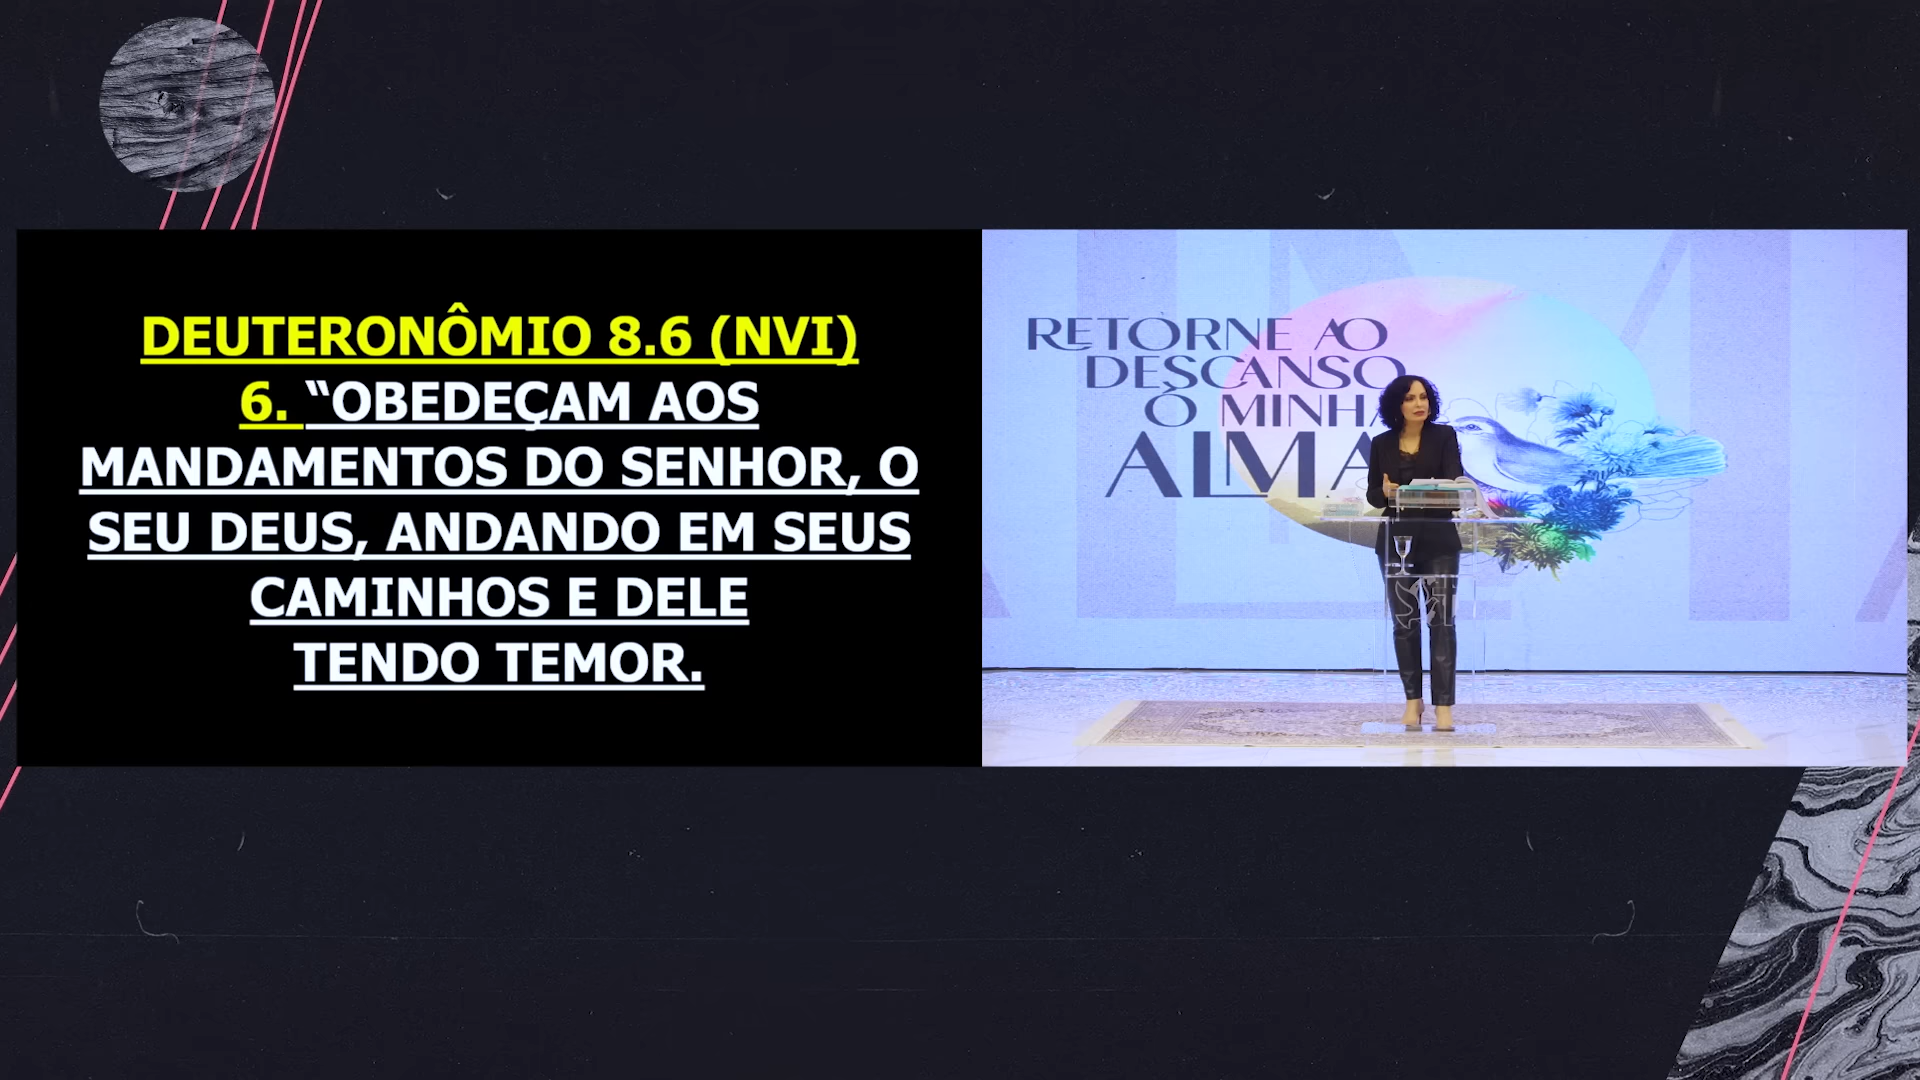 DEUTERONÔMIO 8.6 (NVI)
6. “OBEDEÇAM AOS
MANDAMENTOS DO SENHOR, O
SEU DEUS, ANDANDO EM SEUS
CAMINHOS E DELE
TENDO TEMOR.
RETORNE AO
DESCANSO
Ó MINHA
ALMA